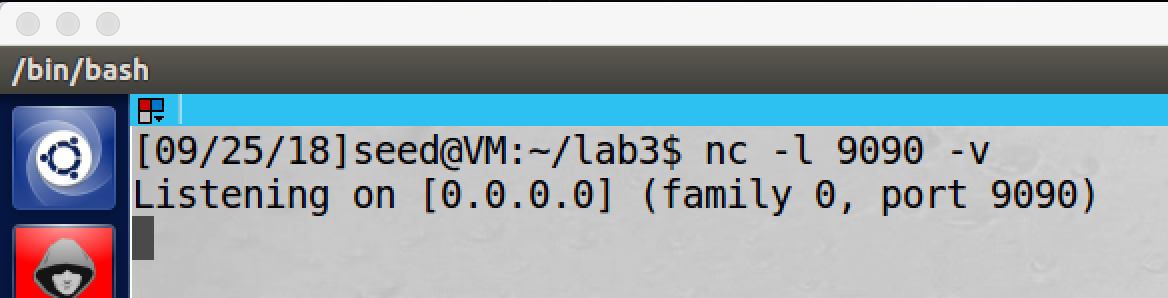 /bin/bash
[09/25/18]seed@VM:~/lab3$ nc -l 9090 -v
Listening on [0.0.0.0] (family 0, port 9090)